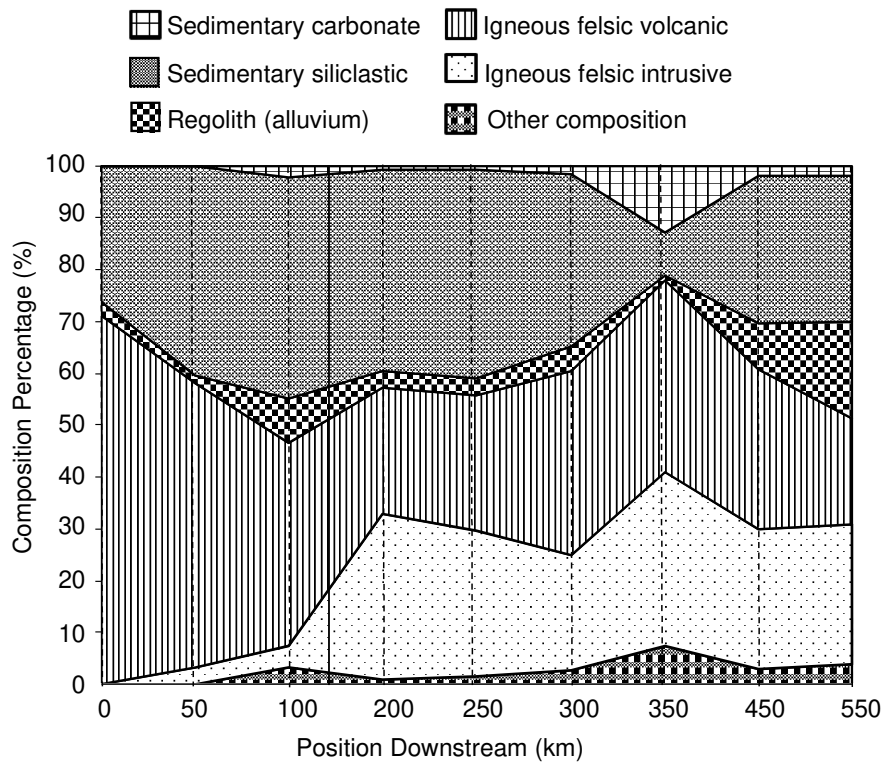 Sedimentary carbonate Igneous felsic volcanic
Sedimentary siliclastic Igneous felsic intrusive
Regolith (alluvium) Other composition
100
90
80
70
60
50
40
30
20
10
0
Composition Percentage (%)
0 50 100 200 250 300 350 450 550
Position Downstream (km)